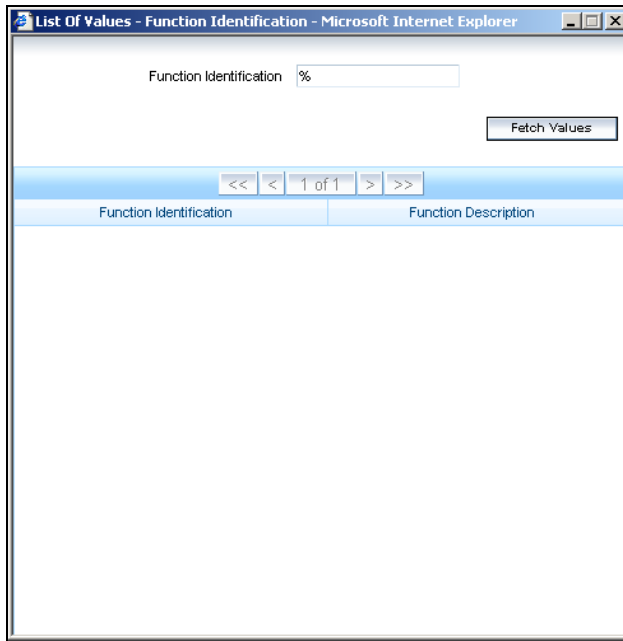 List Of Values - Function Identification - Microsoft Internet Explorer
Function Identification %
Fetch Values
<< < 1 of 1 > >>
Function Identification Function Description